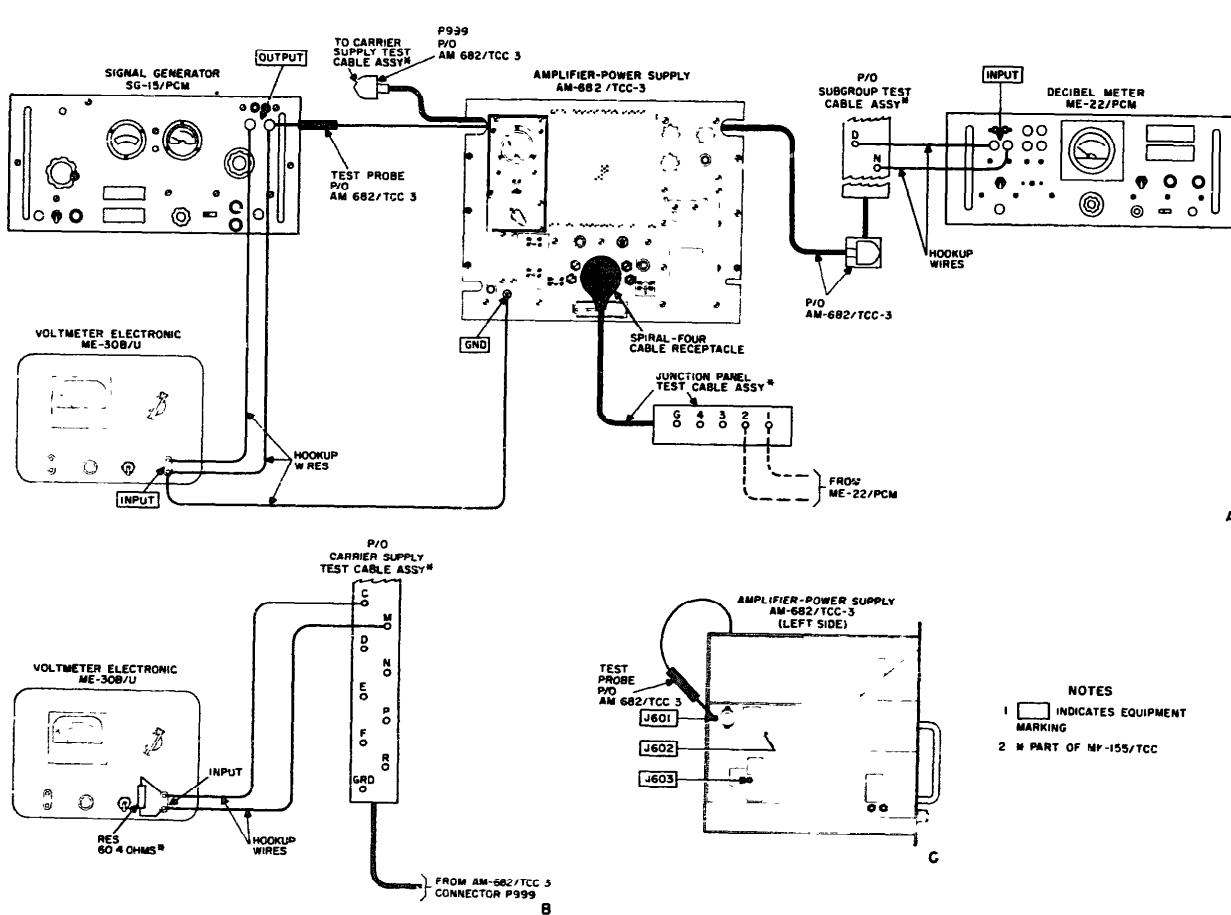 P999
P/O
AM 682/TCC 3
TO CARRIER
SUPPLY TEST
CABLE ASSY*
OUTPUT
SIGNAL GENERATOR
SG-15/PCM
AMPLIFIER-POWER SUPPLY
AM-682/TCC-3
P/O
SUBGROUP TEST
CABLE ASSY*
INPUT
DECIBEL METER
ME-22/PCM
D
N
TEST PROBE
P/O
AM 682/TCC 3
HOOKUP
WIRES
P/O
AM-682/TCC-3
GND
SPIRAL-FOUR
CABLE RECEPTACLE
VOLTMETER ELECTRONIC
ME-30B/U
JUNCTION PANEL
TEST CABLE ASSY*
G 4 3 2 1
HOOKUP
W RES
INPUT
FROM
ME-22/PCM
A
P/O
CARRIER SUPPLY
TEST CABLE ASSY*
C
M
D
N
E
P
F
R
GRD
VOLTMETER ELECTRONIC
ME-30B/U
INPUT
RES
60 4 OHMS*
HOOKUP
WIRES
FROM AM-682/TCC 3
CONNECTOR P999
B
AMPLIFIER-POWER SUPPLY
AM-682/TCC-3
(LEFT SIDE)
TEST
PROBE
P/O
AM 682/TCC 3
J601
J602
J603
C
NOTES
1 INDICATES EQUIPMENT
MARKING
2 * PART OF MK-155/TCC